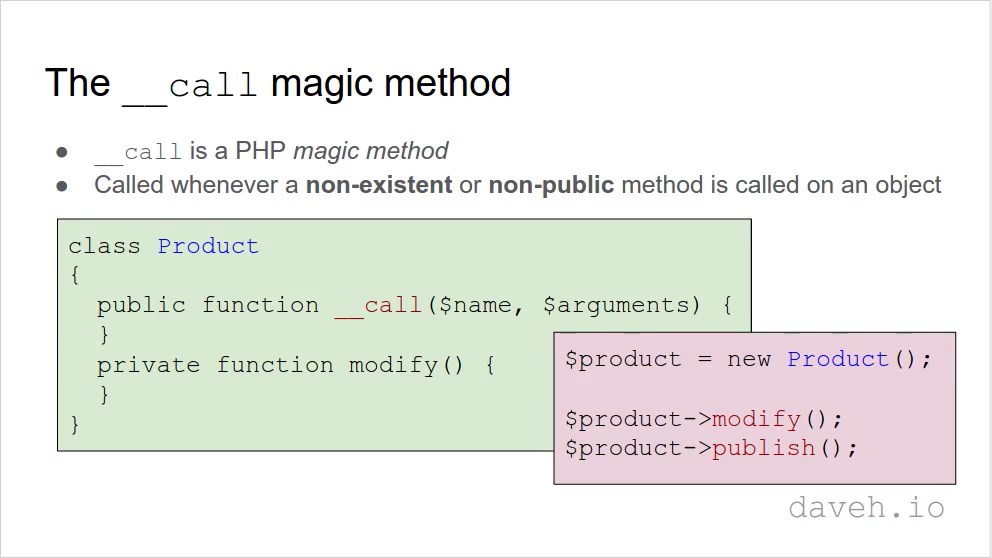 The __call magic method
● __call is a PHP magic method
● Called whenever a non-existent or non-public method is called on an object
class Product
{
  public function __call($name, $arguments) {
  }
  private function modify() {
  }
}
$product = new Product();
$product->modify();
$product->publish();
daveh.io